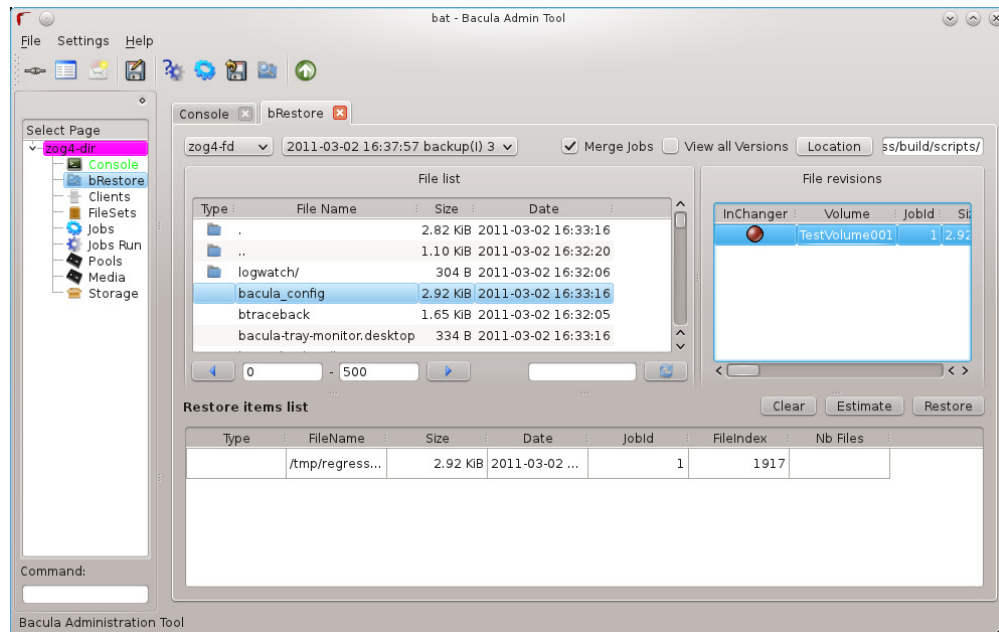 bat - Bacula Admin Tool
File Settings Help
Console bRestore
Select Page
zog4-dir
Console
bRestore
Clients
FileSets
Jobs
Jobs Run
Pools
Media
Storage
Command:
zog4-fd 2011-03-02 16:37:57 backup(I) 3 Merge Jobs View all Versions Location ss/build/scripts/
File list
Type File Name Size Date
. 2.82 KiB 2011-03-02 16:33:16
.. 1.10 KiB 2011-03-02 16:32:20
logwatch/ 304 B 2011-03-02 16:32:06
bacula_config 2.92 KiB 2011-03-02 16:33:16
btraceback 1.65 KiB 2011-03-02 16:32:05
bacula-tray-monitor.desktop 334 B 2011-03-02 16:33:16
0 - 500
File revisions
InChanger Volume JobId Si
TestVolume001 1 2.92
Restore items list Clear Estimate Restore
Type FileName Size Date JobId FileIndex Nb Files
/tmp/regress... 2.92 KiB 2011-03-02 ... 1 1917
Bacula Administration Tool